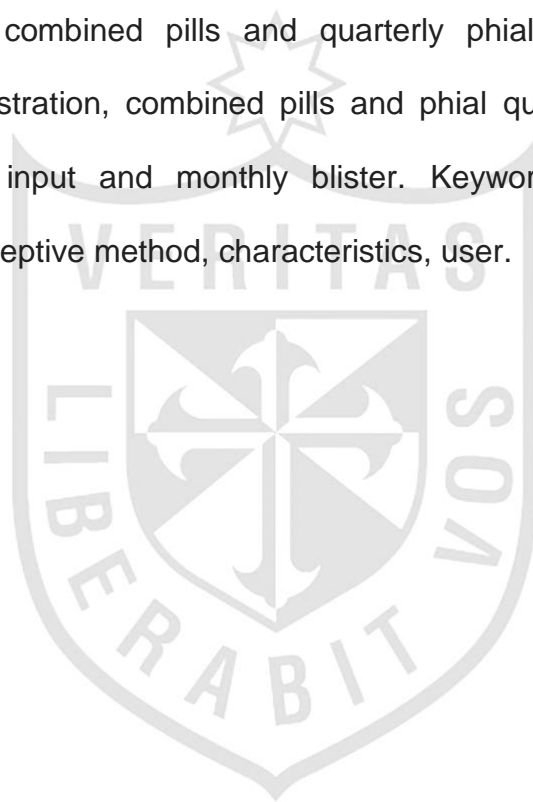 combined pills and quarterly phial
stration, combined pills and phial qu
input and monthly blister. Keywor
eptive method, characteristics, user.
VERITAS
LIBERABIT VOS